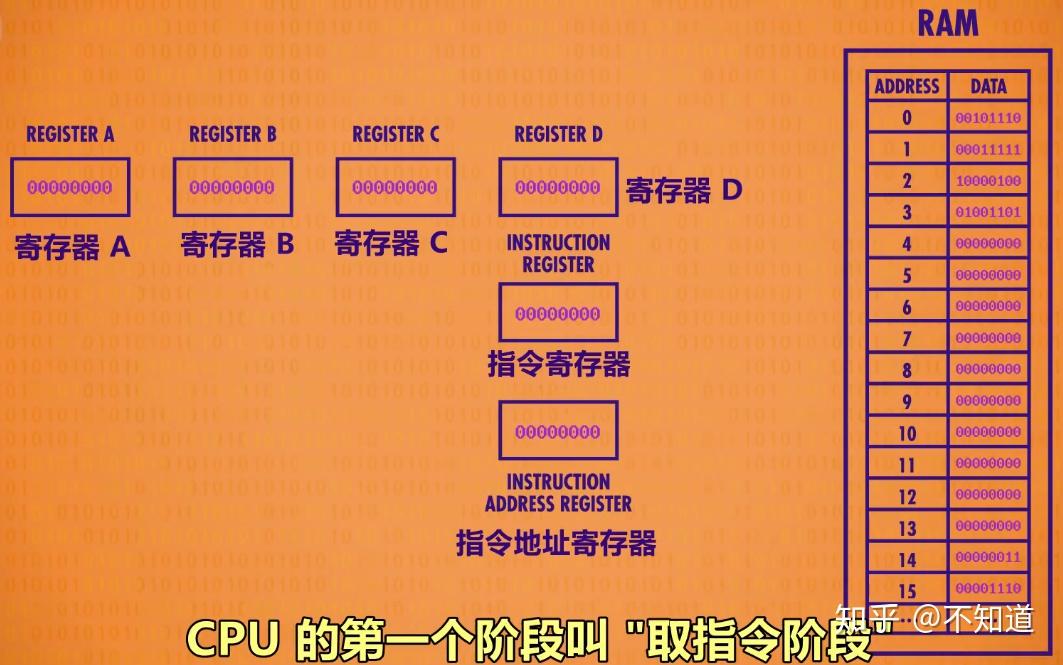 RAM
REGISTER A
REGISTER B
REGISTER C
REGISTER D
00000000
00000000
00000000
00000000
寄存器 A
寄存器 B
寄存器 C
寄存器 D
INSTRUCTION
REGISTER
00000000
指令寄存器
00000000
INSTRUCTION
ADDRESS REGISTER
指令地址寄存器
ADDRESS DATA
0 00101110
1 00011111
2 10000100
3 01001101
4 00000000
5 00000000
6 00000000
7 00000000
8 00000000
9 00000000
10 00000000
11 00000000
12 00000000
13 00000000
14 00000011
15 00001110
CPU 的第一个阶段叫 "取指令阶段"
知乎 @不知道